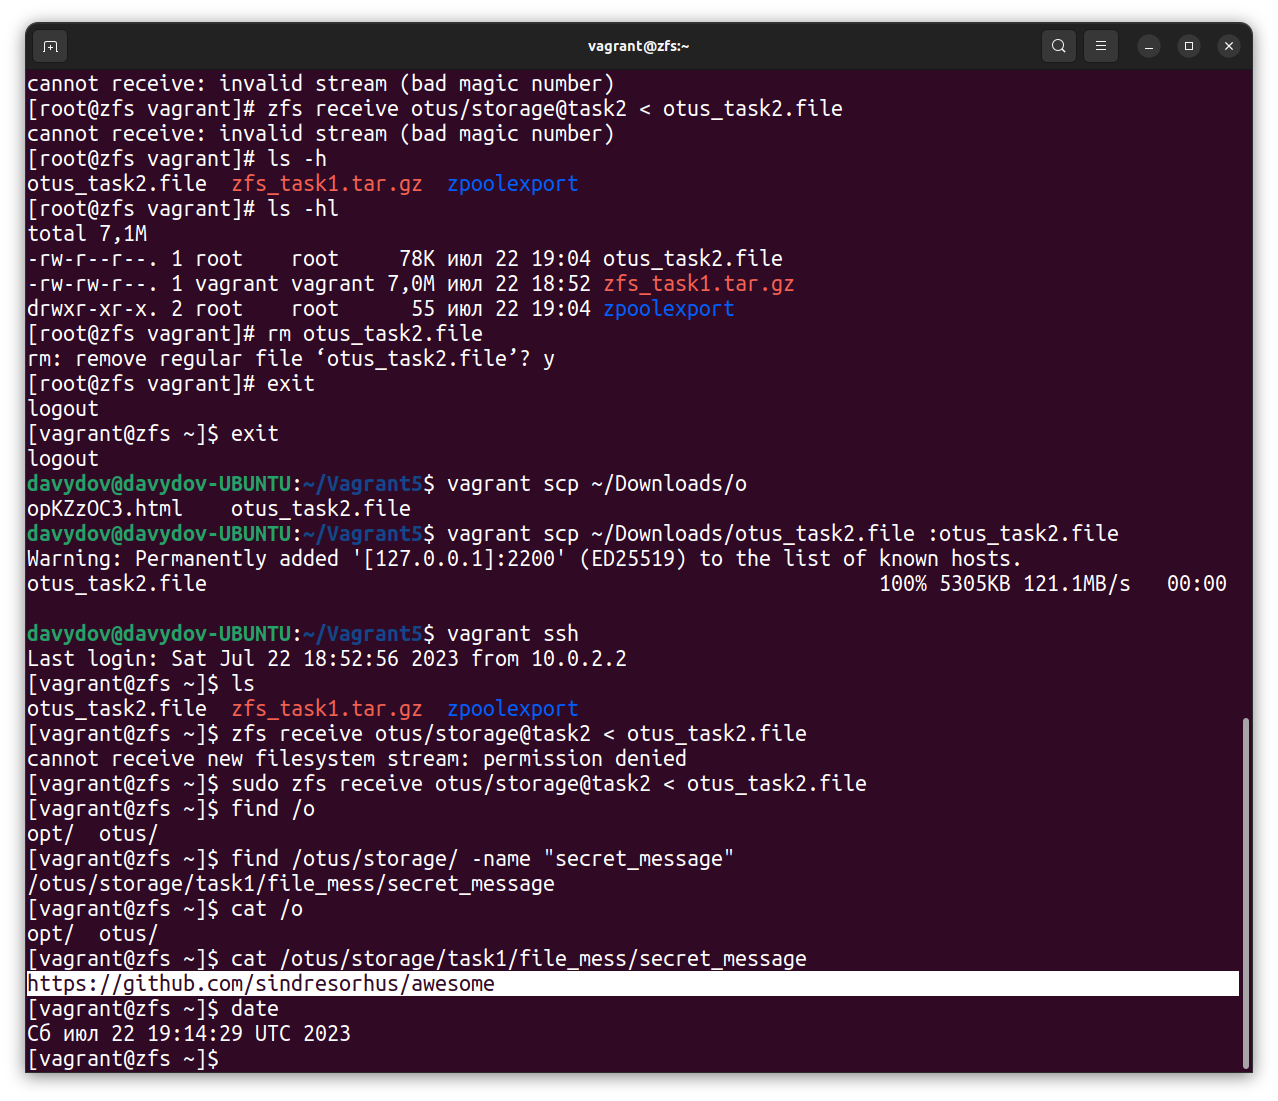 vagrant@zfs:~
cannot receive: invalid stream (bad magic number)
[root@zfs vagrant]# zfs receive otus/storage@task2 < otus_task2.file
cannot receive: invalid stream (bad magic number)
[root@zfs vagrant]# ls -h
otus_task2.file  zfs_task1.tar.gz  zpoolexport
[root@zfs vagrant]# ls -hl
total 7,1M
-rw-r--r--. 1 root    root     78K июл 22 19:04 otus_task2.file
-rw-rw-r--. 1 vagrant vagrant 7,0M июл 22 18:52 zfs_task1.tar.gz
drwxr-xr-x. 2 root    root      55 июл 22 19:04 zpoolexport
[root@zfs vagrant]# rm otus_task2.file
rm: remove regular file ‘otus_task2.file’? y
[root@zfs vagrant]# exit
logout
[vagrant@zfs ~]$ exit
logout
davydov@davydov-UBUNTU:~/Vagrant5$ vagrant scp ~/Downloads/o
opKZzOC3.html    otus_task2.file
davydov@davydov-UBUNTU:~/Vagrant5$ vagrant scp ~/Downloads/otus_task2.file :otus_task2.file
Warning: Permanently added '[127.0.0.1]:2200' (ED25519) to the list of known hosts.
otus_task2.file                                                        100% 5305KB 121.1MB/s   00:00
davydov@davydov-UBUNTU:~/Vagrant5$ vagrant ssh
Last login: Sat Jul 22 18:52:56 2023 from 10.0.2.2
[vagrant@zfs ~]$ ls
otus_task2.file  zfs_task1.tar.gz  zpoolexport
[vagrant@zfs ~]$ zfs receive otus/storage@task2 < otus_task2.file
cannot receive new filesystem stream: permission denied
[vagrant@zfs ~]$ sudo zfs receive otus/storage@task2 < otus_task2.file
[vagrant@zfs ~]$ find /o
opt/  otus/
[vagrant@zfs ~]$ find /otus/storage/ -name "secret_message"
/otus/storage/task1/file_mess/secret_message
[vagrant@zfs ~]$ cat /o
opt/  otus/
[vagrant@zfs ~]$ cat /otus/storage/task1/file_mess/secret_message
https://github.com/sindresorhus/awesome
[vagrant@zfs ~]$ date
Сб июл 22 19:14:29 UTC 2023
[vagrant@zfs ~]$